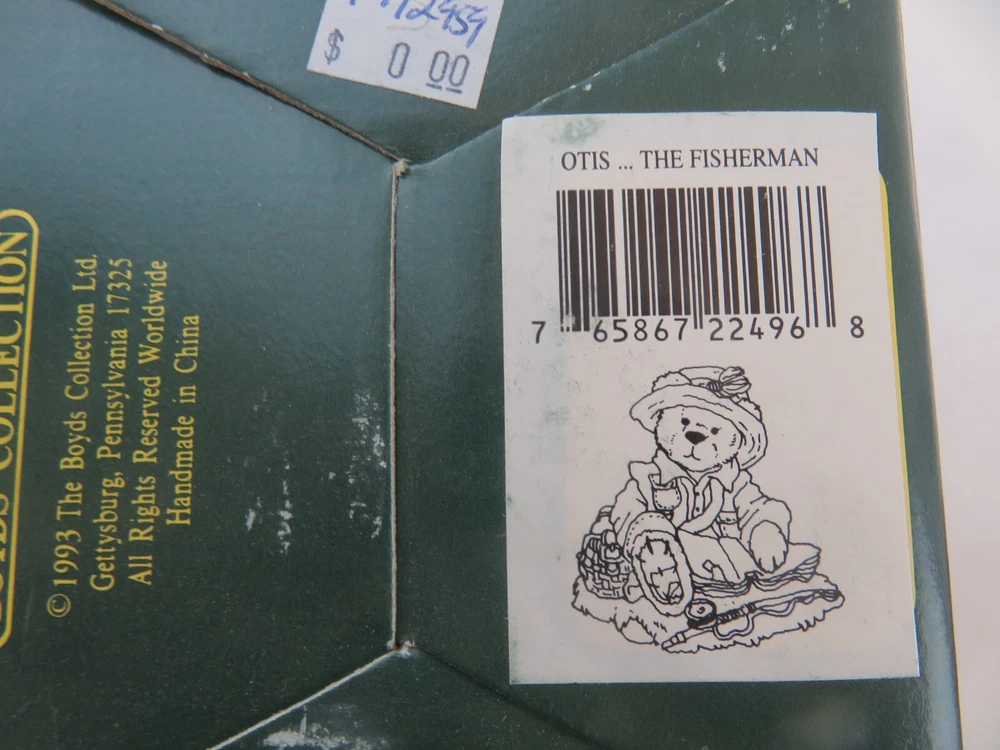 $ 0 00
OTIS ... THE FISHERMAN
7 65867 22496 8
© 1993 The Boyds Collection Ltd.
Gettysburg, Pennsylvania 17325
All Rights Reserved Worldwide
Handmade in China
COLLECTION